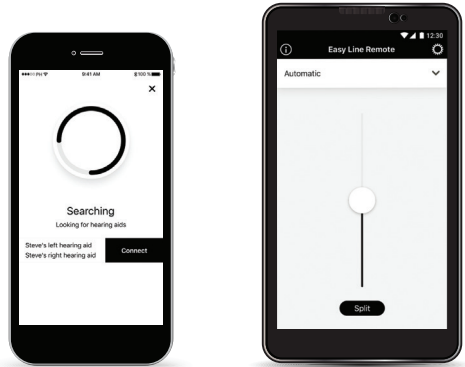 9:41 AM
100 %
Searching
Looking for hearing aids
Steve's left hearing aid
Steve's right hearing aid
Connect
12:30
Easy Line Remote
Automatic
Split